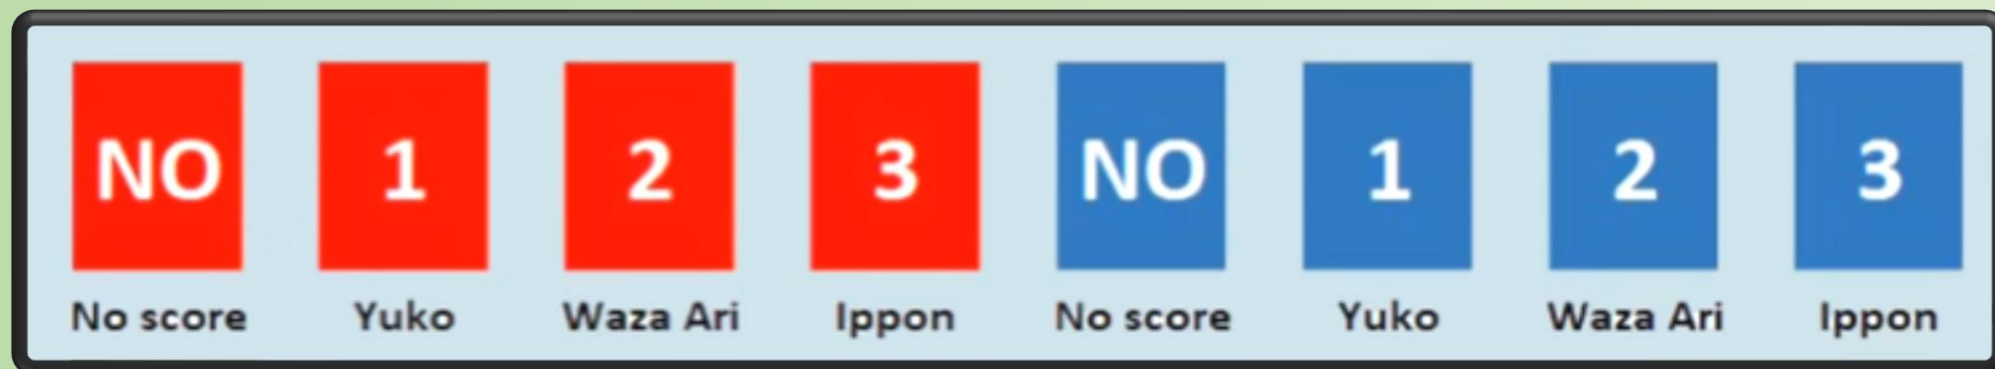 NO 1 2 3 NO 1 2 3
No score Yuko Waza Ari Ippon No score Yuko Waza Ari Ippon